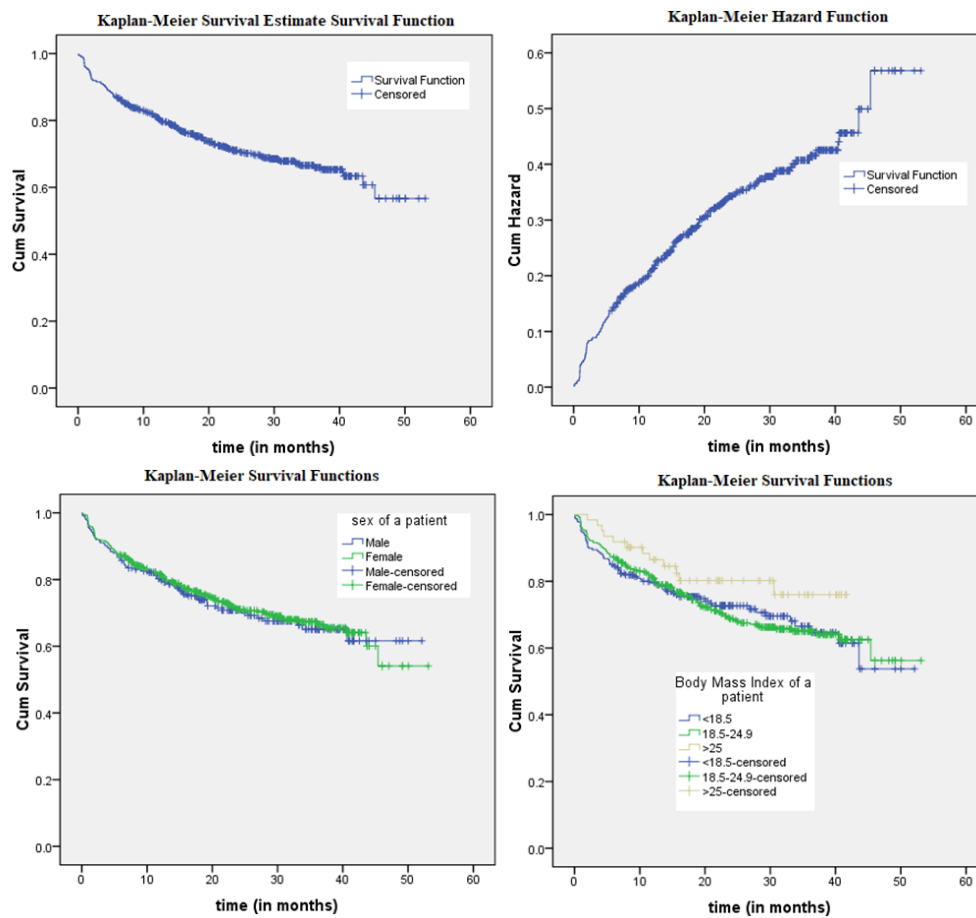 Kaplan-Meier Survival Estimate Survival Function
1.0
0.8
0.6
0.4
0.2
0.0
Cum Survival
Survival Function
Censored
0 10 20 30 40 50 60
time (in months)
Kaplan-Meier Hazard Function
0.6
0.5
0.4
0.3
0.2
0.1
0.0
Cum Hazard
Survival Function
Censored
0 10 20 30 40 50 60
time (in months)
Kaplan-Meier Survival Functions
1.0
0.8
0.6
0.4
0.2
0.0
Cum Survival
sex of a patient
Male
Female
Male-censored
Female-censored
0 10 20 30 40 50 60
time (in months)
Kaplan-Meier Survival Functions
1.0
0.8
0.6
0.4
0.2
0.0
Cum Survival
Body Mass Index of a
patient
<18.5
18.5-24.9
>25
<18.5-censored
18.5-24.9-censored
>25-censored
0 10 20 30 40 50 60
time (in months)